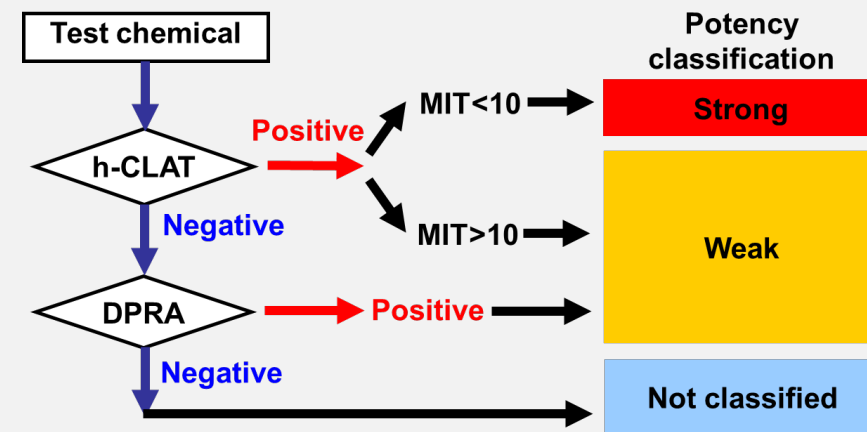 Test chemical
Potency
classification
Positive
MIT<10
Strong
h-CLAT
Negative
MIT>10
Weak
DPRA
Positive
Negative
Not classified